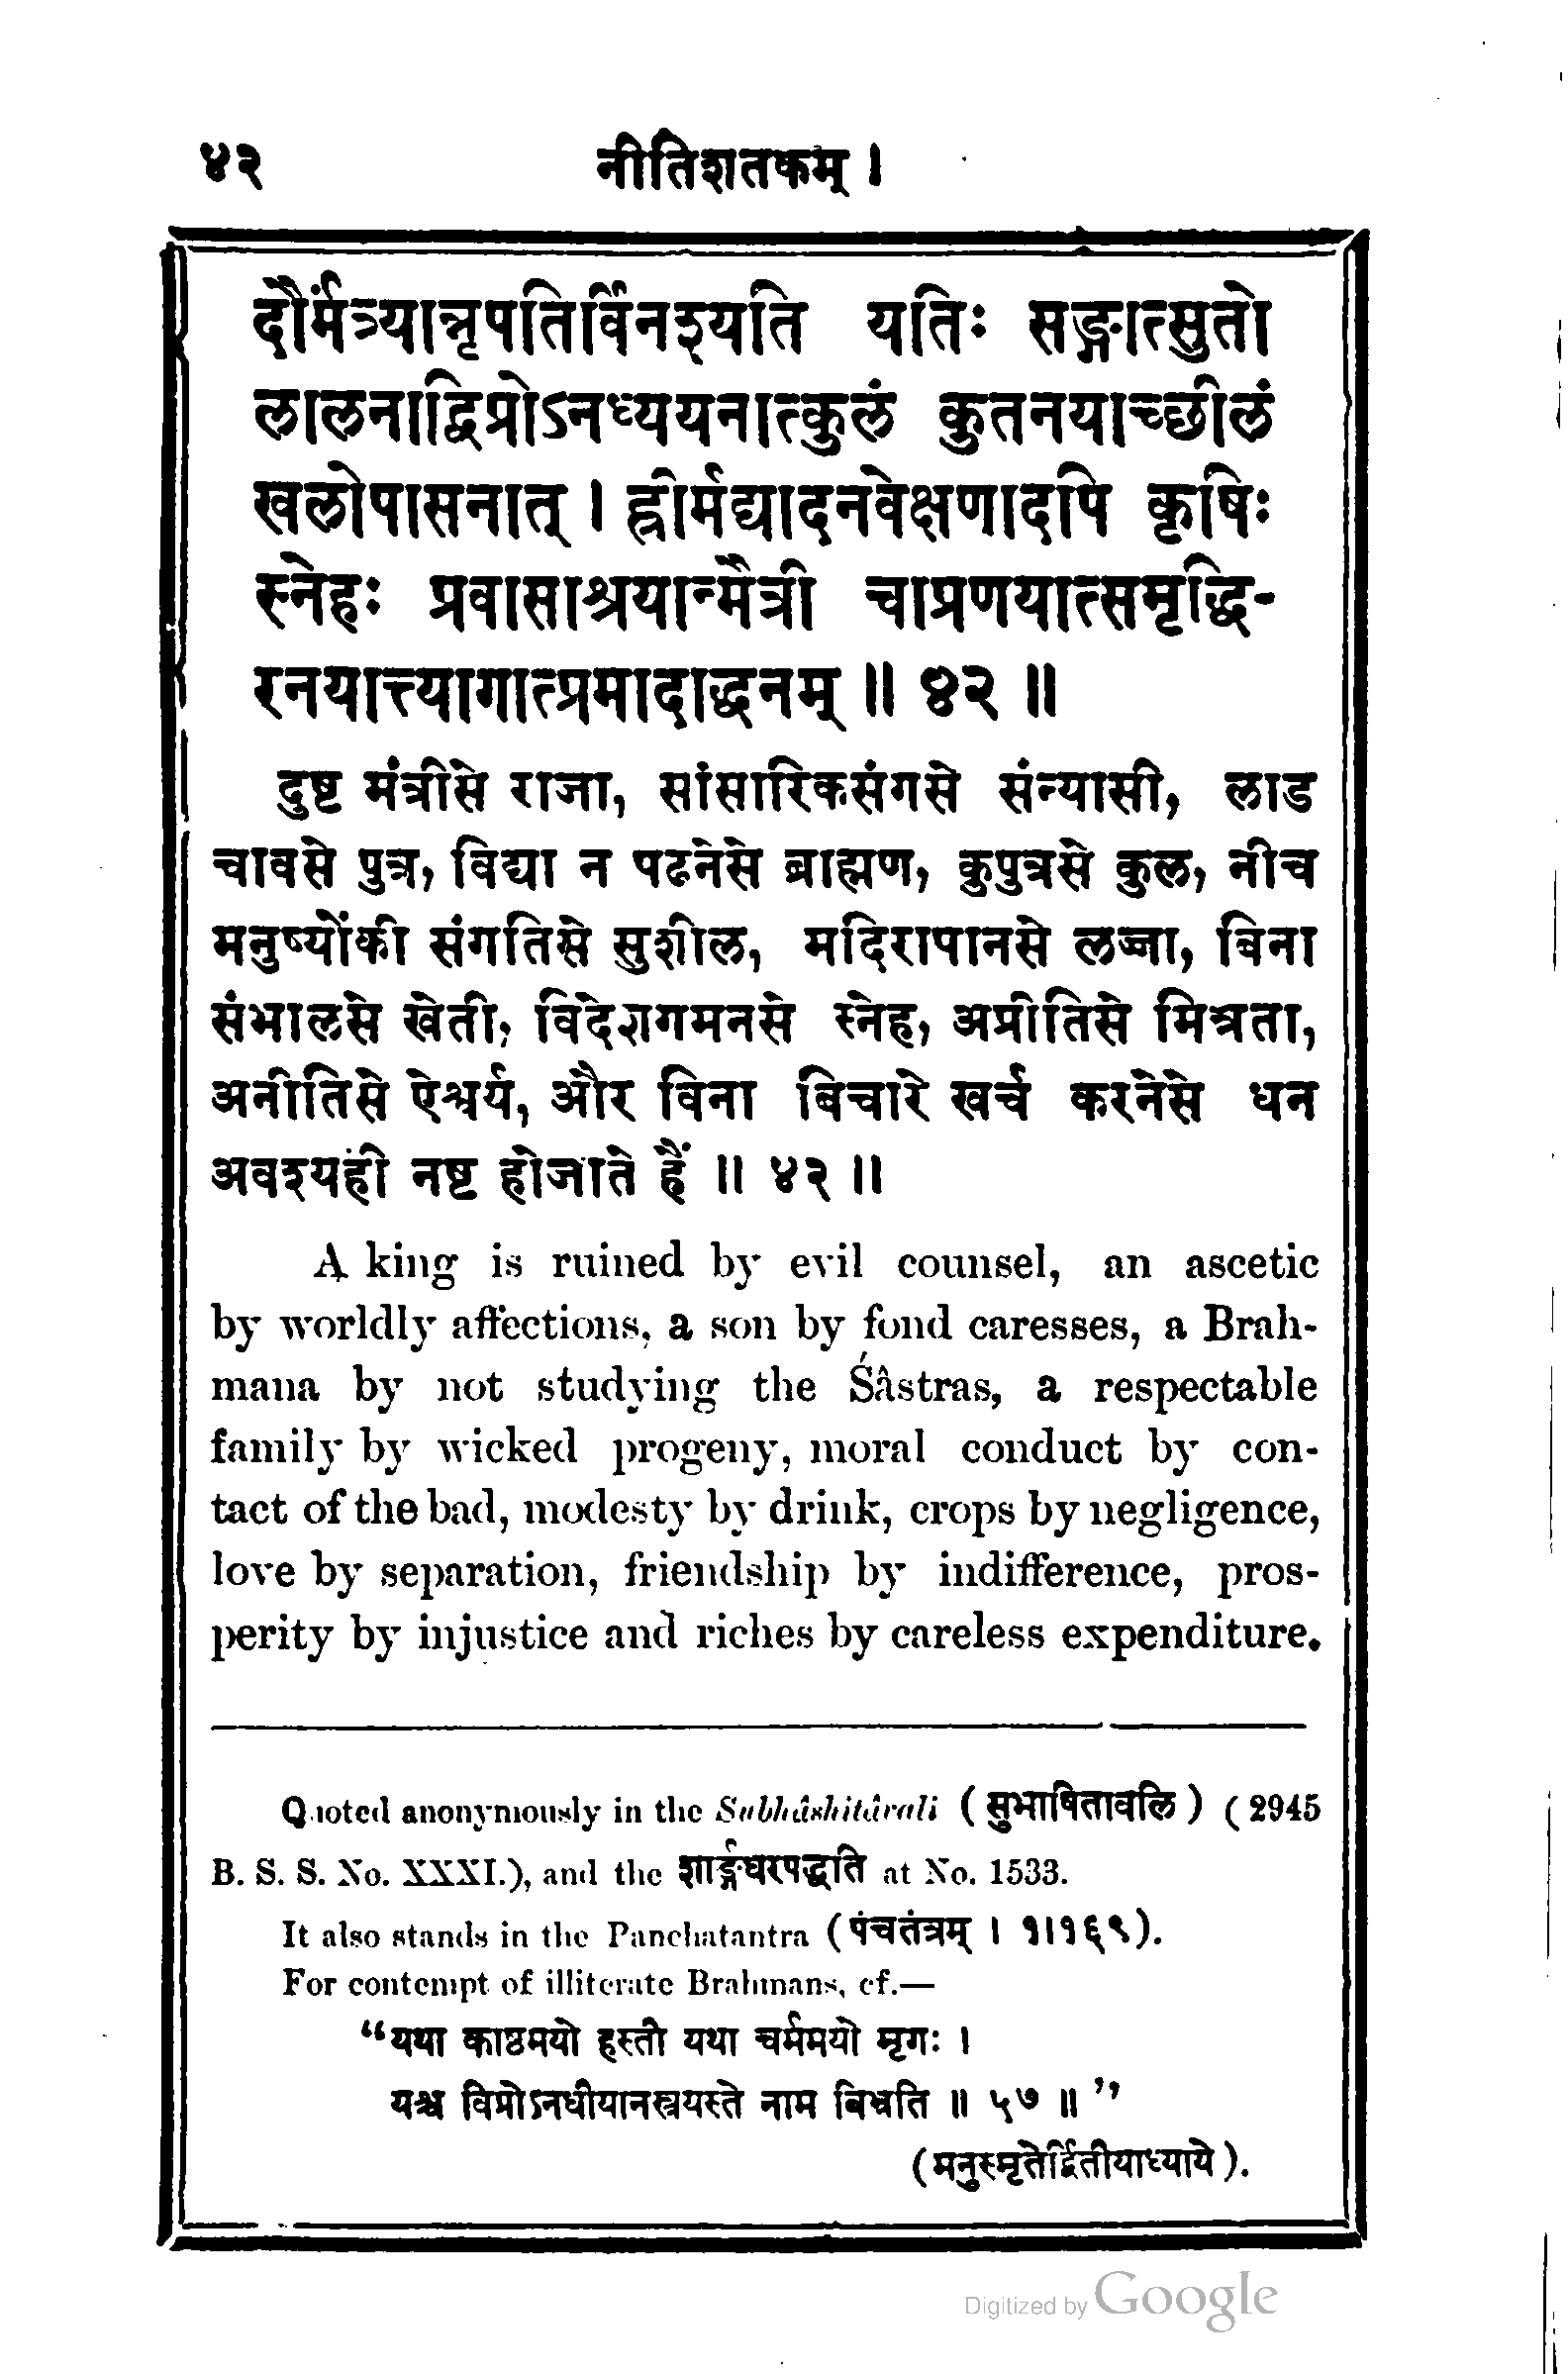 ४२ नीतिशतकम् ।
दौर्मंत्र्यान्नृपतिर्विनश्यति यतिः सङ्गात्सुतो
लालनाद्विप्रोऽनध्ययनात्कुलं कुतनयाच्छीलं
खलोपासनात् । ह्रीर्मद्यादनवेक्षणादपि कृषिः
स्नेहः प्रवासाश्रयान्मैत्री चाप्रणयात्समृद्धि-
रनयात्त्यागात्प्रमादाद्धनम् ॥ ४२ ॥
दुष्ट मंत्रीसे राजा, सांसारिकसंगसे संन्यासी, लाड
चावसे पुत्र, विद्या न पढनेसे ब्राह्मण, कुपुत्रसे कुल, नीच
मनुष्योंकी संगतिसे सुशील, मदिरापानसे लज्जा, बिना
संभालसे खेती, विदेशगमनसे स्नेह, अप्रीतिसे मित्रता,
अनीतिसे ऐश्वर्य, और विना बिचारे खर्च करनेसे धन
अवश्यही नष्ट होजाते हैं ॥ ४२ ॥
A king is ruined by evil counsel, an ascetic
by worldly affections, a son by fond caresses, a Brah-
mana by not studying the Śâstras, a respectable
family by wicked progeny, moral conduct by con-
tact of the bad, modesty by drink, crops by negligence,
love by separation, friendship by indifference, pros-
perity by injustice and riches by careless expenditure.
Quoted anonymously in the Subhâshitâvali ( सुभाषितावलि ) ( 2945
B. S. S. No. XXXI.), and the शार्ङ्गधरपद्धति at No. 1533.
It also stands in the Panchatantra (पंचतंत्रम् । १।१६९).
For contempt of illiterate Brahmans, cf.—
“यथा काष्ठमयो हस्ती यथा चर्ममयो मृगः ।
यश्च विप्रोऽनधीयानस्त्रयस्ते नाम बिभ्रति ॥ ५७ ॥ ”
(मनुस्मृतेर्द्वितीयाध्याये).
Digitized by Google